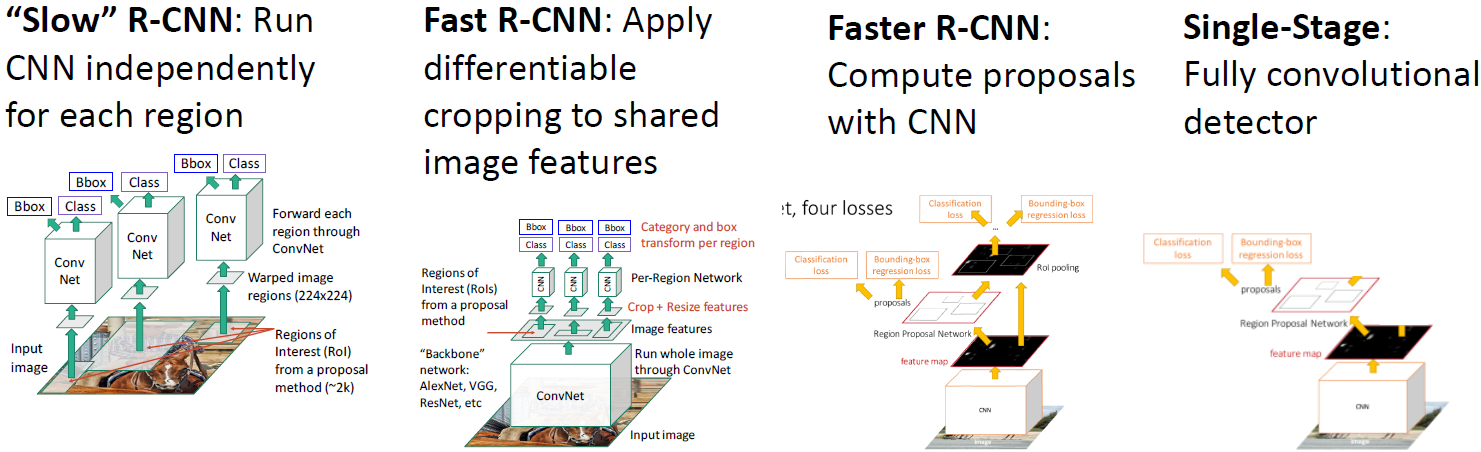 “Slow” R-CNN: Run
CNN independently
for each region
Bbox
Class
Bbox
Class
Bbox
Class
Conv
Net
Conv
Net
Conv
Net
Forward each
region through
ConvNet
Warped image
regions (224x224)
Regions of
Interest (RoI)
from a proposal
method (~2k)
Input
image
Fast R-CNN: Apply
differentiable
cropping to shared
image features
Bbox
Bbox
Bbox
Class
Class
Class
Category and box
transform per region
CNN
CNN
CNN
Per-Region Network
Regions of
Interest (RoIs)
from a proposal
method
Crop + Resize features
Image features
“Backbone”
network:
AlexNet, VGG,
ResNet, etc
Run whole image
through ConvNet
ConvNet
Input image
Faster R-CNN:
Compute proposals
with CNN
et, four losses
Classification
loss
Bounding-box
regression loss
...
Classification
loss
Bounding-box
regression loss
RoI pooling
proposals
Region Proposal Network
feature map
CNN
image
Single-Stage:
Fully convolutional
detector
Classification
loss
Bounding-box
regression loss
proposals
Region Proposal Network
feature map
CNN
image